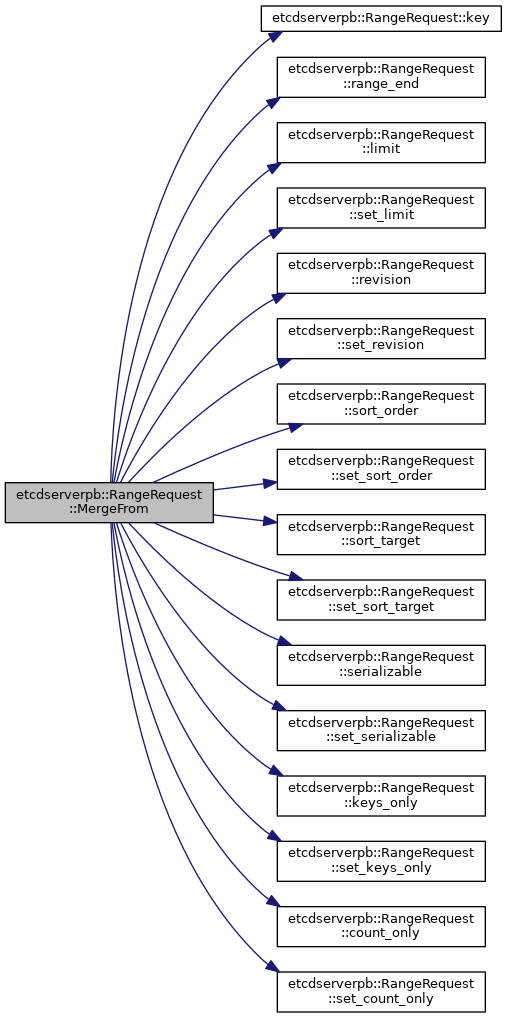 etcdserverpb::RangeRequest::key
etcdserverpb::RangeRequest
::range_end
etcdserverpb::RangeRequest
::limit
etcdserverpb::RangeRequest
::set_limit
etcdserverpb::RangeRequest
::revision
etcdserverpb::RangeRequest
::set_revision
etcdserverpb::RangeRequest
::sort_order
etcdserverpb::RangeRequest
::set_sort_order
etcdserverpb::RangeRequest
::MergeFrom
etcdserverpb::RangeRequest
::sort_target
etcdserverpb::RangeRequest
::set_sort_target
etcdserverpb::RangeRequest
::serializable
etcdserverpb::RangeRequest
::set_serializable
etcdserverpb::RangeRequest
::keys_only
etcdserverpb::RangeRequest
::set_keys_only
etcdserverpb::RangeRequest
::count_only
etcdserverpb::RangeRequest
::set_count_only